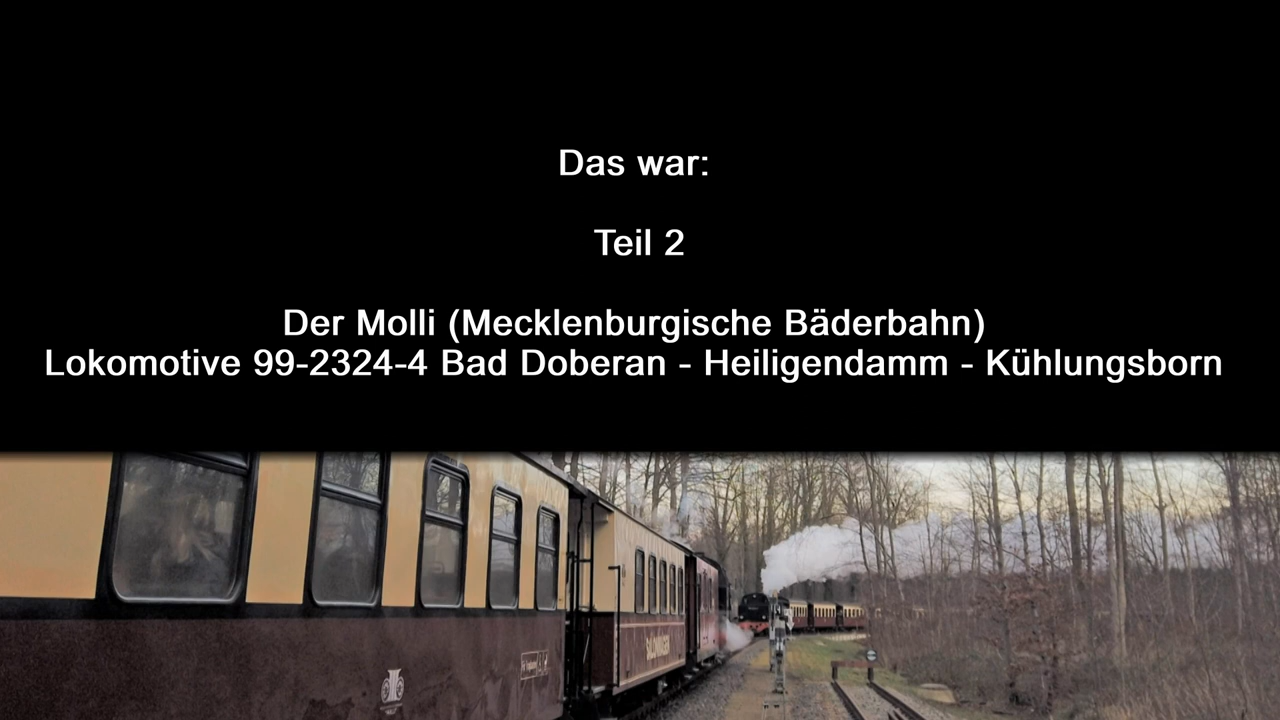 Das war:
Teil 2
Der Molli (Mecklenburgische Bäderbahn)
Lokomotive 99-2324-4 Bad Doberan - Heiligendamm - Kühlungsborn